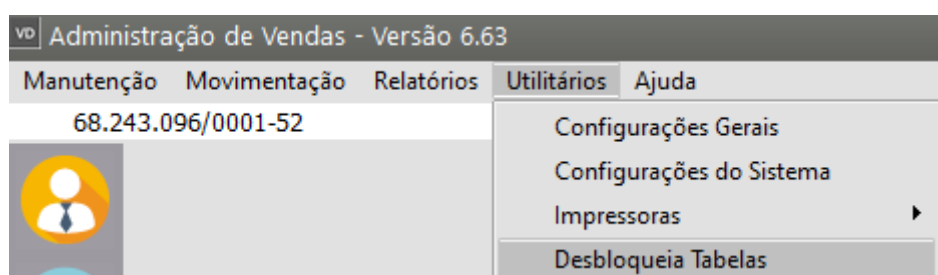 VD Administração de Vendas - Versão 6.63
Manutenção Movimentação Relatórios Utilitários Ajuda
68.243.096/0001-52
Configurações Gerais
Configurações do Sistema
Impressoras
Desbloqueia Tabelas